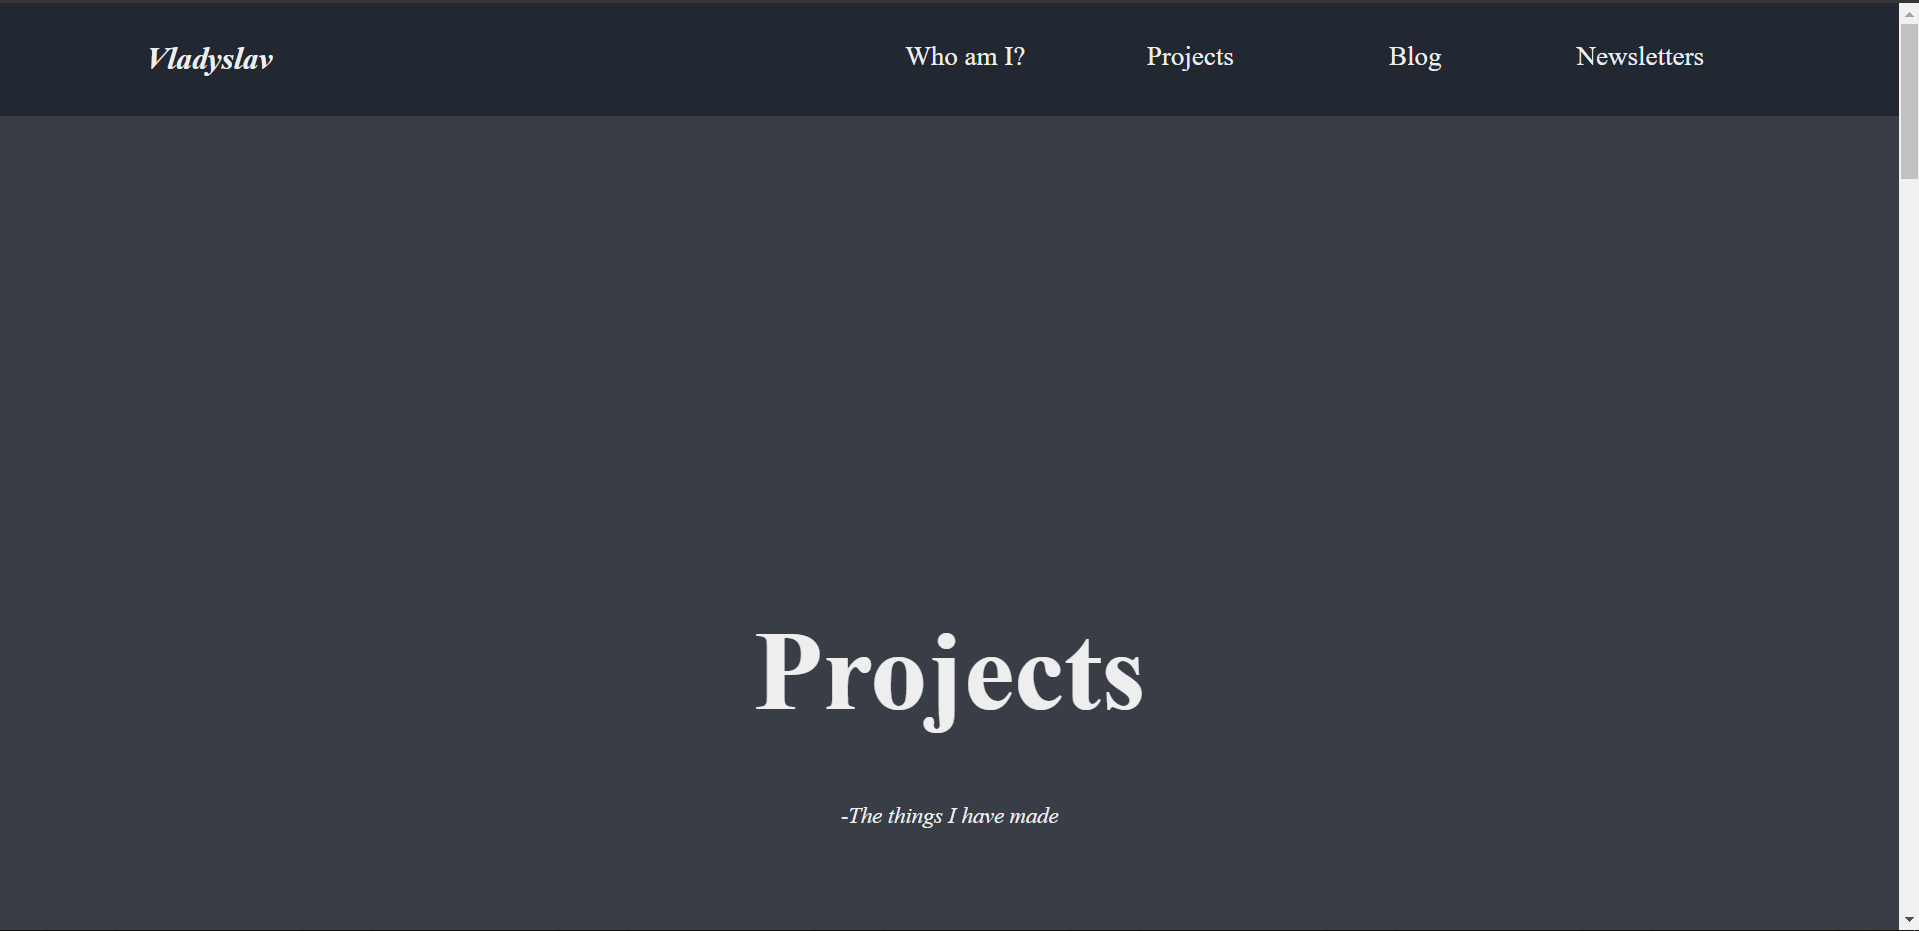 Vladyslav
Who am I?
Projects
Blog
Newsletters
Projects
-The things I have made